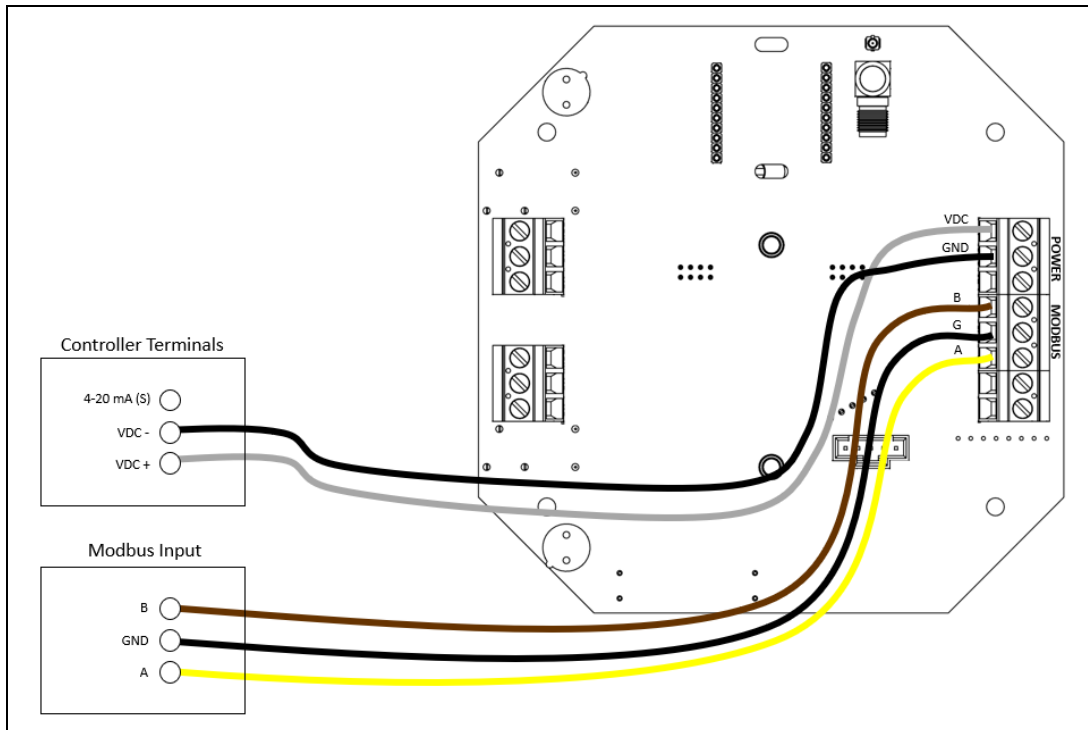 VDC
GND
POWER
B
G
A
MODBUS
Controller Terminals
4-20 mA (S)
VDC -
VDC +
Modbus Input
B
GND
A